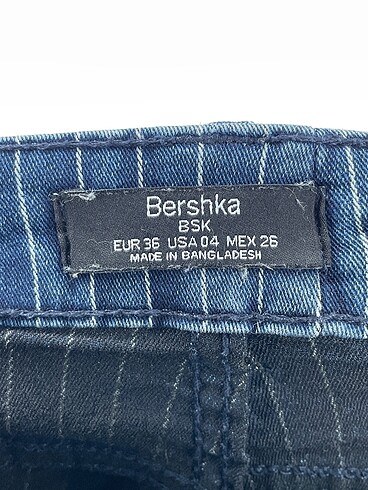 Bershka
BSK
EUR 36 USA 04 MEX 26
MADE IN BANGLADESH